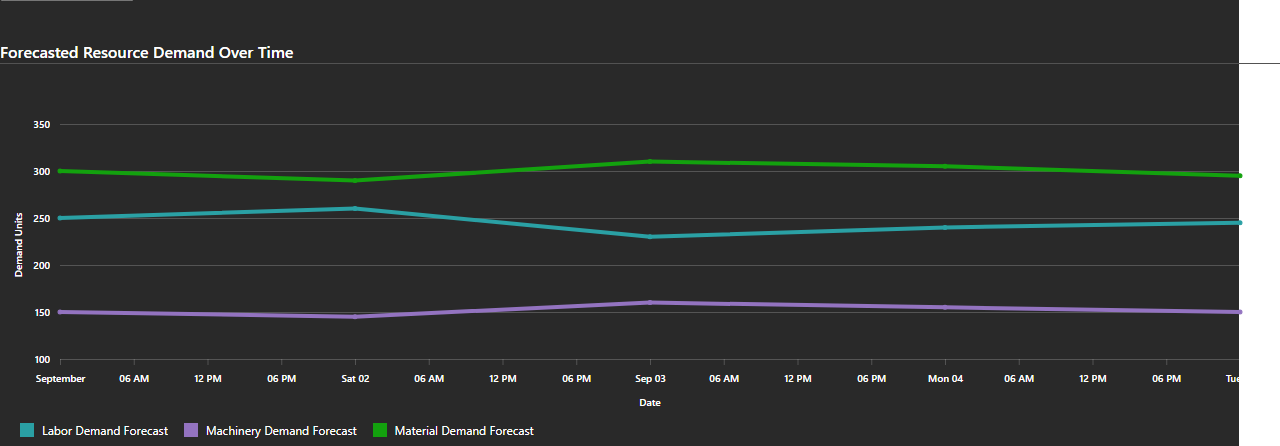 Forecasted Resource Demand Over Time
350
300
250
200
150
100
Demand Units
September 06 AM 12 PM 06 PM Sat 02 06 AM 12 PM 06 PM Sep 03 06 AM 12 PM 06 PM Mon 04 06 AM 12 PM 06 PM Tue
Date
Labor Demand Forecast Machinery Demand Forecast Material Demand Forecast